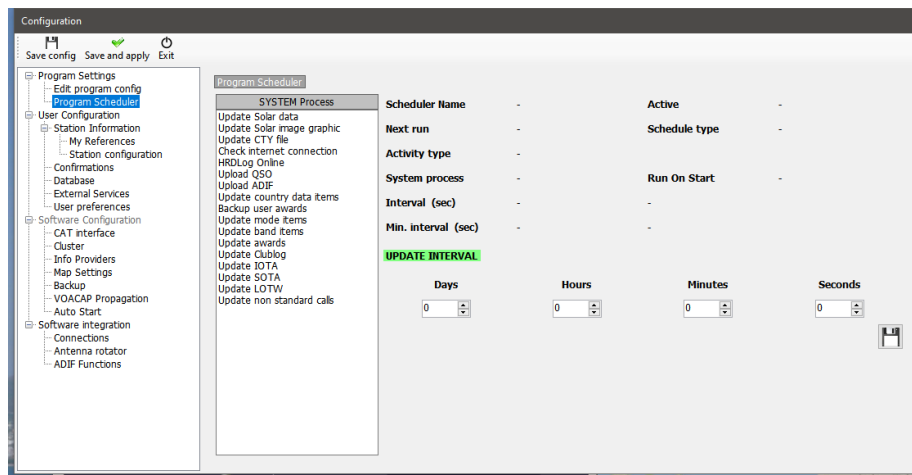 Configuration
Save config Save and apply Exit
Program Settings
Edit program config
Program Scheduler
User Configuration
Station Information
My References
Station configuration
Confirmations
Database
External Services
User preferences
Software Configuration
CAT interface
Cluster
Info Providers
Map Settings
Backup
VOACAP Propagation
Auto Start
Software integration
Connections
Antenna rotator
ADIF Functions
Program Scheduler
SYSTEM Process
Update Solar data
Update Solar image graphic
Update CTY file
Check internet connection
HRDLog Online
Upload QSO
Upload ADIF
Update country data items
Backup user awards
Update mode items
Update band items
Update awards
Update Clublog
Update IOTA
Update SOTA
Update LOTW
Update non standard calls
Scheduler Name - Active -
Next run - Schedule type -
Activity type -
System process - Run On Start -
Interval (sec) - -
Min. interval (sec) - -
UPDATE INTERVAL
Days Hours Minutes Seconds
0 0 0 0